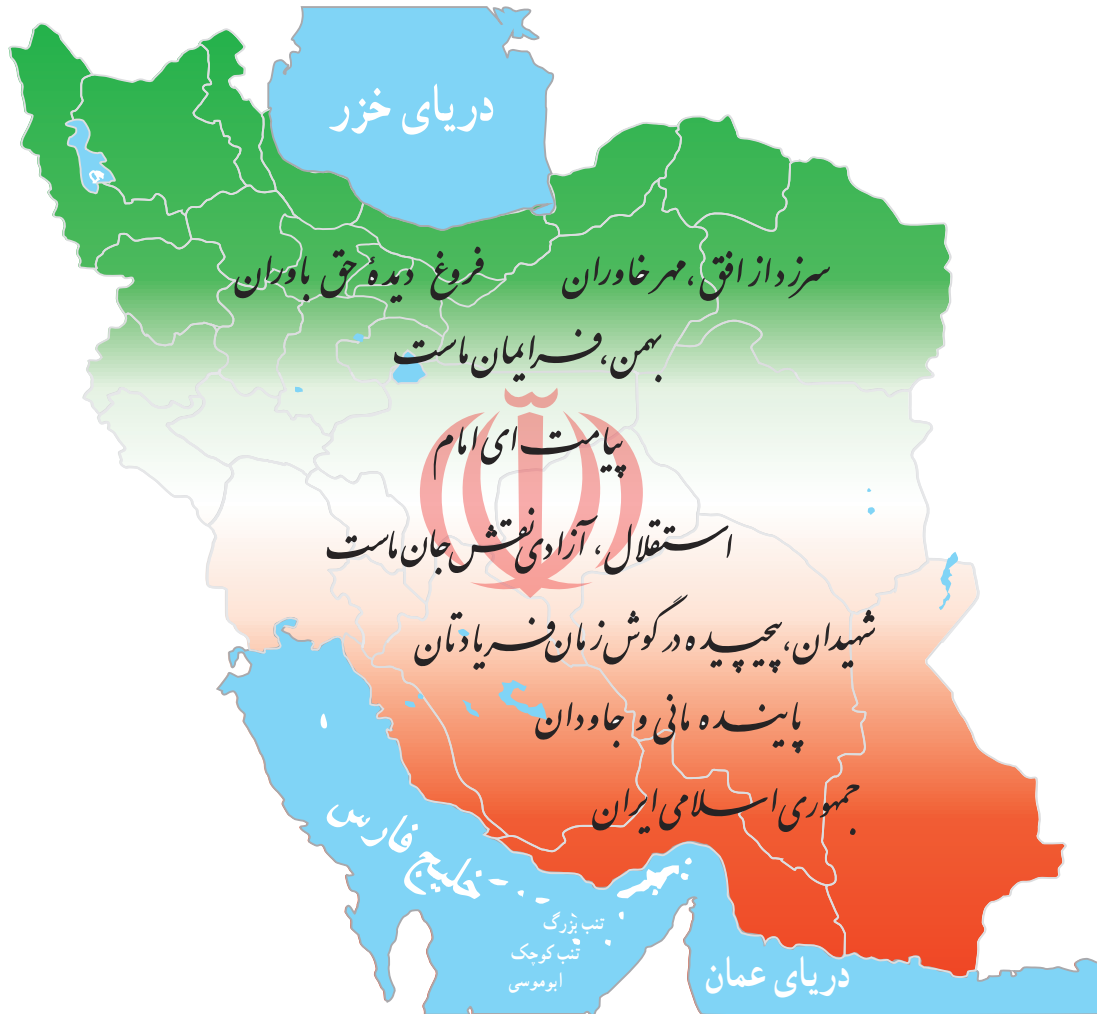 دریای خزر
سرزد از افق، مهر خاوران فروغ دیدهٔ حق باوران
بهمن، فر ایمان ماست
پیامت ای امام
استقلال، آزادی نقش جان ماست
شهیدان، پیچیده در گوش زمان فریادتان
پاینده مانی و جاودان
جمهوری اسلامی ایران
خلیج فارس
تنب بزرگ
تنب کوچک
ابوموسی
دریای عمان